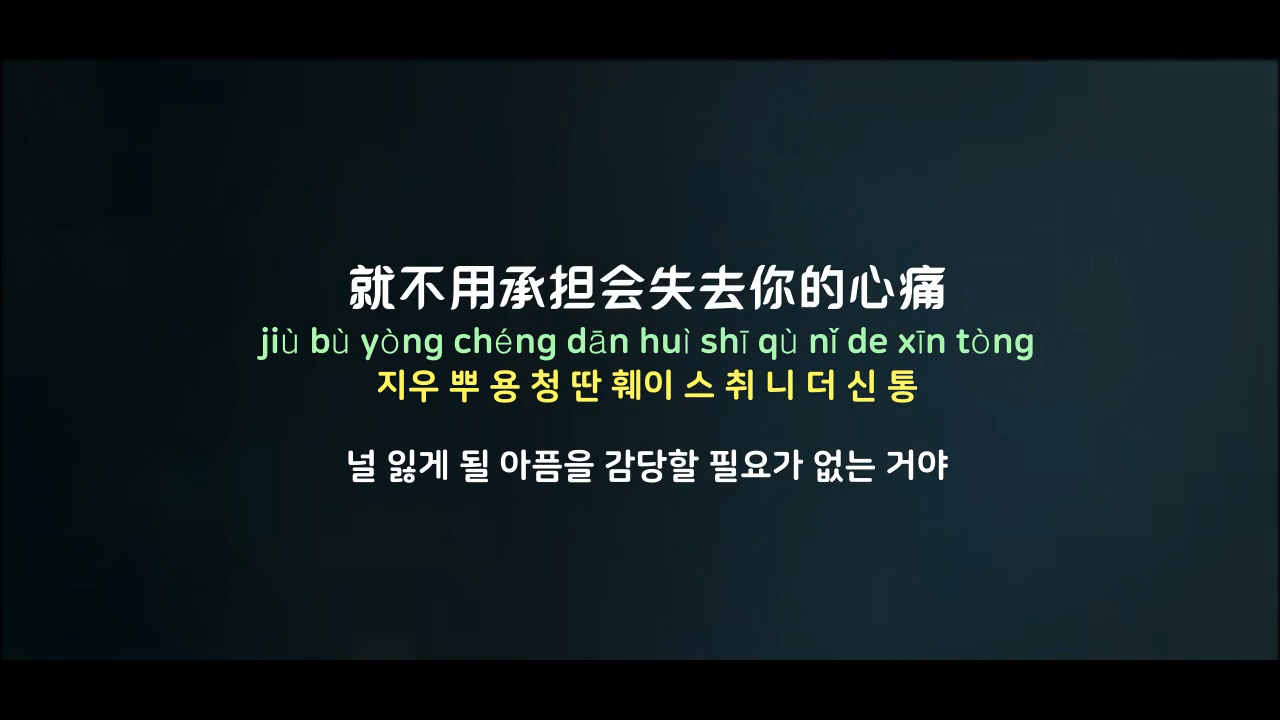 就不用承担会失去你的心痛
jiù bù yòng chéng dān huì shī qù nǐ de xīn tòng
지우 뿌 용 청 딴 훼이 스 취 니 더 신 통
널 잃게 될 아픔을 감당할 필요가 없는 거야